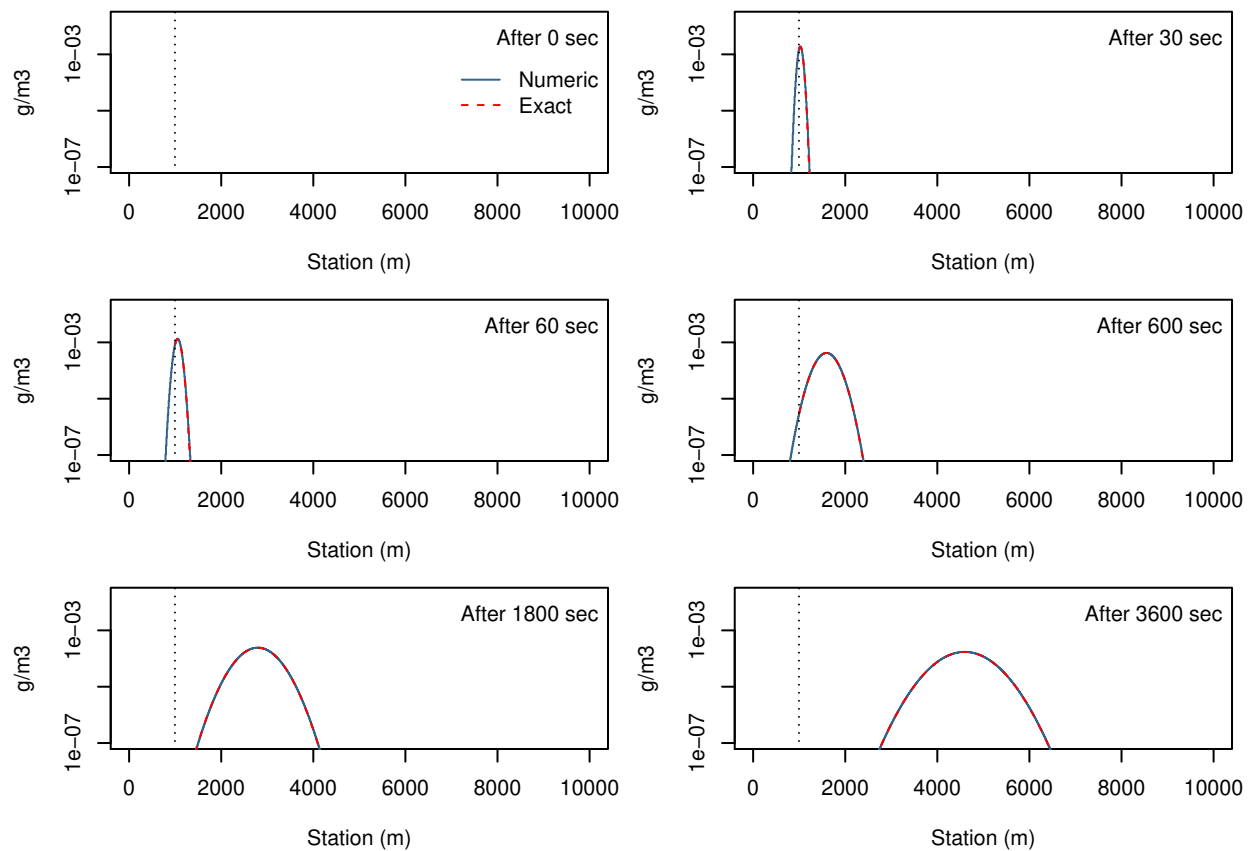 After 0 sec
Numeric
Exact
g/m3
1e-03
1e-07
0 2000 4000 6000 8000 10000
Station (m)
After 30 sec
g/m3
1e-03
1e-07
0 2000 4000 6000 8000 10000
Station (m)
After 60 sec
g/m3
1e-03
1e-07
0 2000 4000 6000 8000 10000
Station (m)
After 600 sec
g/m3
1e-03
1e-07
0 2000 4000 6000 8000 10000
Station (m)
After 1800 sec
g/m3
1e-03
1e-07
0 2000 4000 6000 8000 10000
Station (m)
After 3600 sec
g/m3
1e-03
1e-07
0 2000 4000 6000 8000 10000
Station (m)